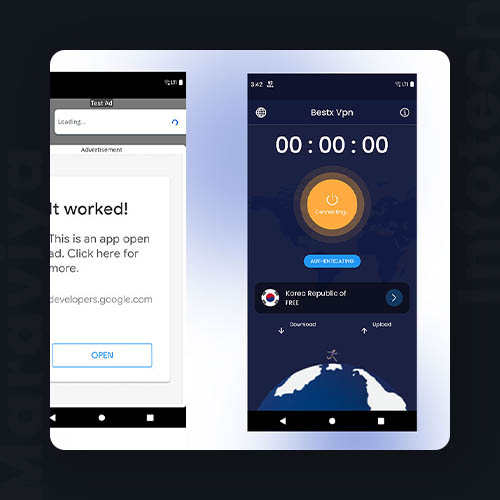 Test Ad
Loading...
Advertisement
It worked!
This is an app open
ad. Click here for
more.
developers.google.com
OPEN
3:42
LTE
Bestx Vpn
00 : 00 : 00
Connecting..
AUTHENTICATING
Korea Republic of
FREE
Download
Upload